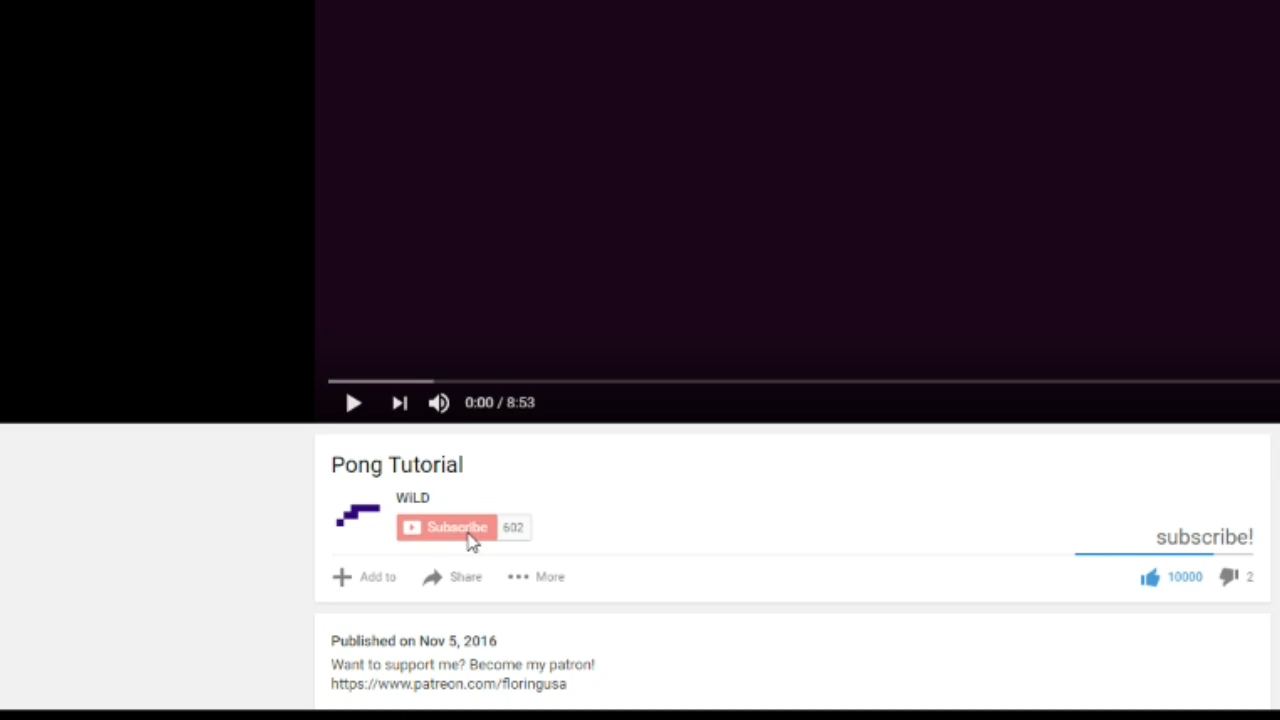 0:00 / 8:53
Pong Tutorial
WiLD
Subscribe 602
subscribe!
Add to Share More 10000 2
Published on Nov 5, 2016
Want to support me? Become my patron!
https://www.patreon.com/floringusa